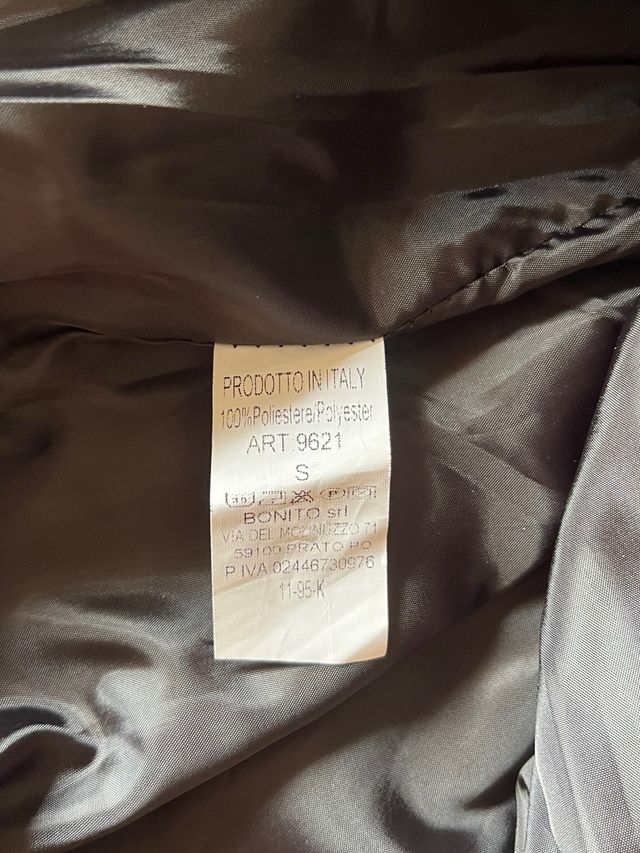 PRODOTTO IN ITALY
100%Poliestere/Polyester
ART.9621
S
BONITO srl
VIA DEL MOLINUZZO 71
59100 PRATO PO
P IVA 02446730976
11-95-K